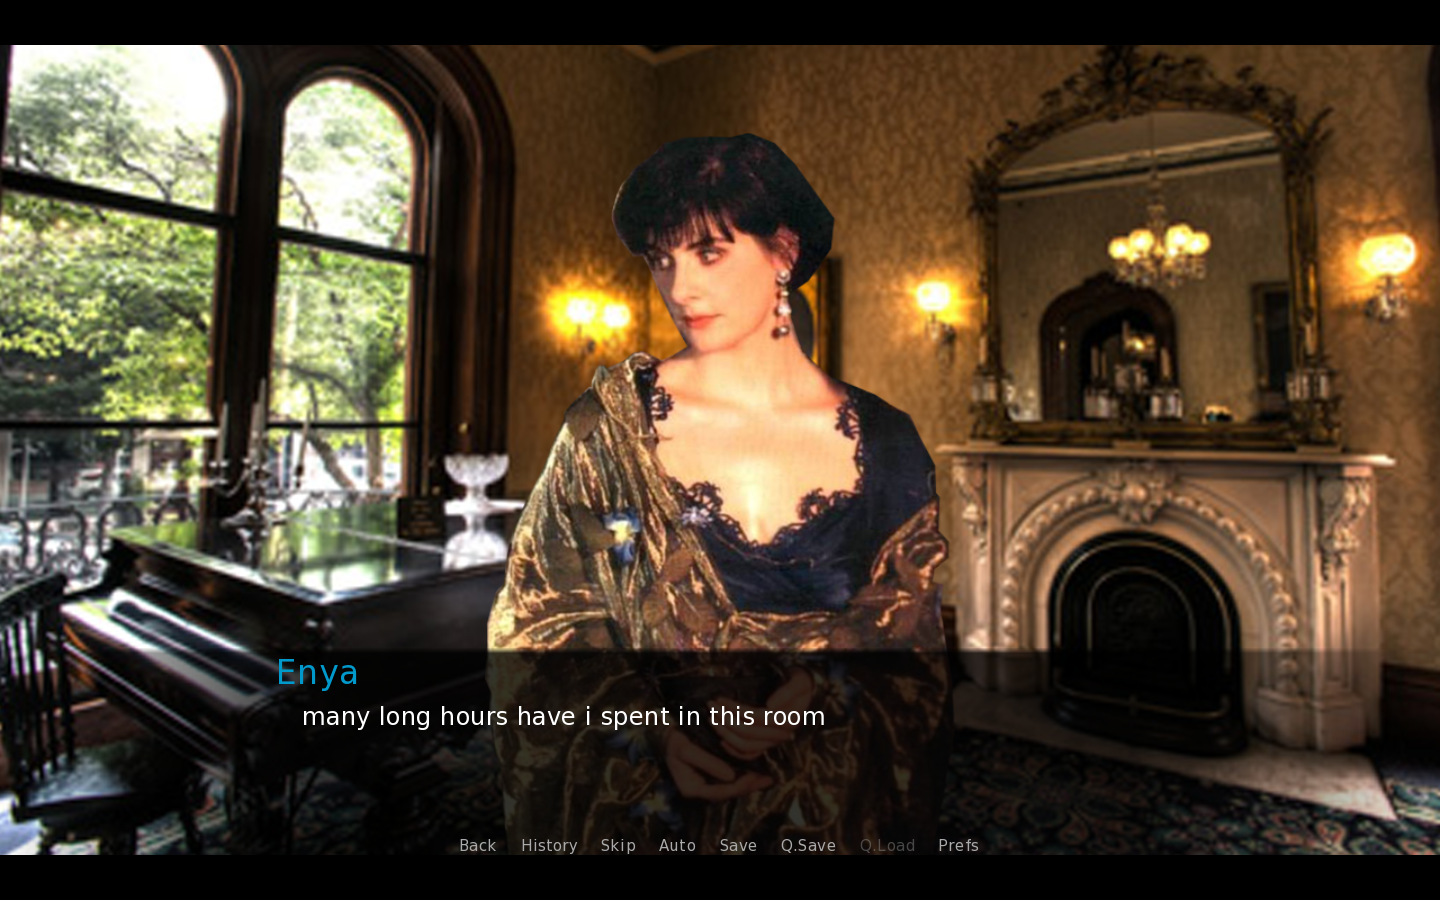 Enya
many long hours have i spent in this room
Back History Skip Auto Save Q.Save Q.Load Prefs